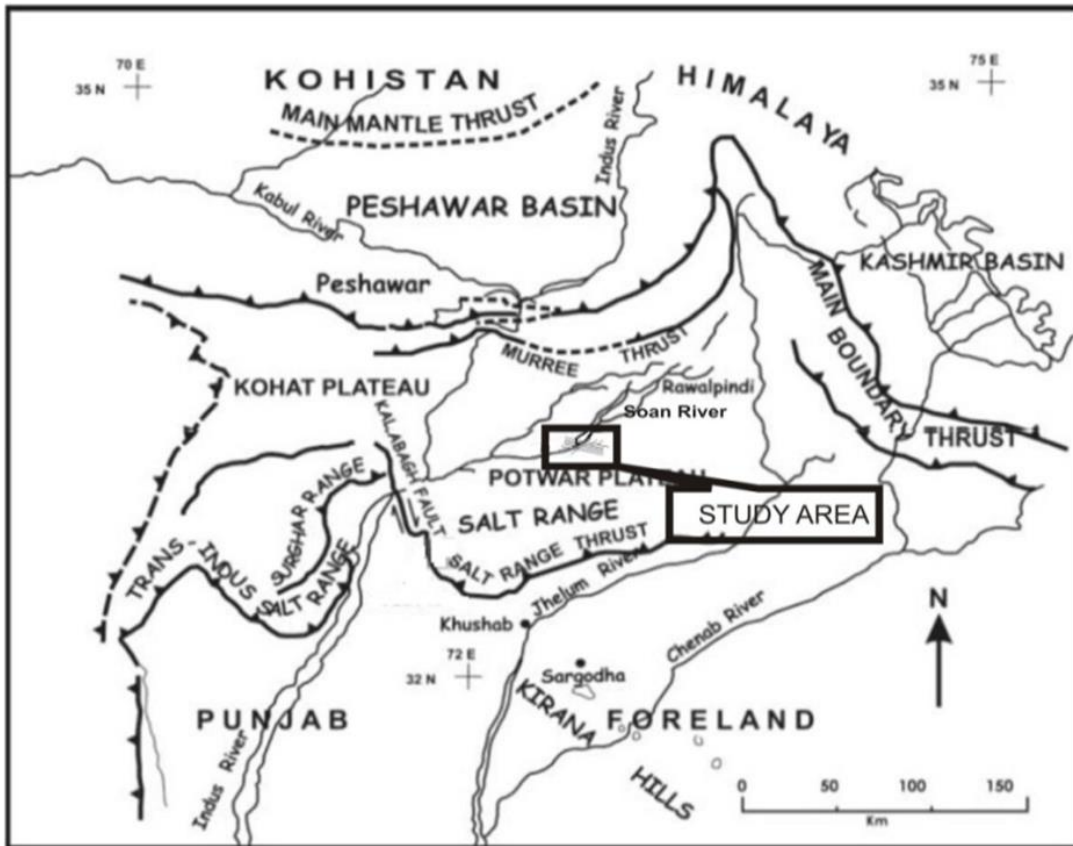 70 E
35 N
KOHISTAN
MAIN MANTLE THRUST
Indus River
HIMALAYA
75 E
35 N
Kabul River
PESHAWAR BASIN
KASHMIR BASIN
Peshawar
MAIN BOUNDARY THRUST
MURREE THRUST
KOHAT PLATEAU
Rawalpindi
Soan River
KALABAGH FAULT
POTWAR PLATEAU
SURGHAR RANGE
SALT RANGE
STUDY AREA
TRANS-INDUS SALT RANGE
SALT RANGE THRUST
Jhelum River
Khushab
Chenab River
N
72 E
32 N
Sargodha
KIRANA HILLS
PUNJAB FORELAND
Indus River
0 50 100 150
Km